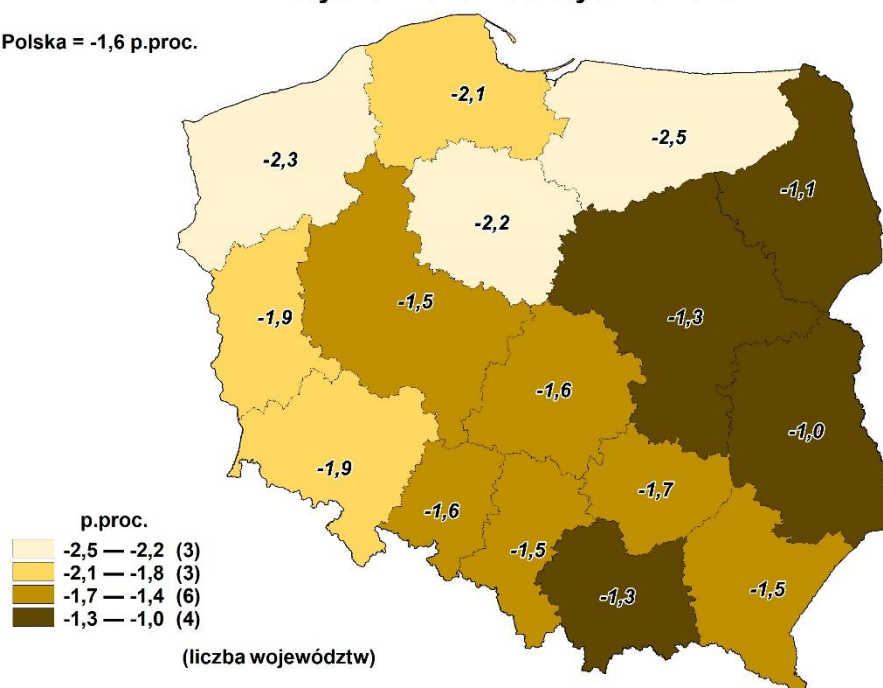 Polska = -1,6 p.proc.
-2,1
-2,5
-2,3
-1,1
-2,2
-1,5
-1,9
-1,3
-1,6
-1,0
-1,9
-1,7
-1,6
-1,5
-1,3
-1,5
p.proc.
-2,5 — -2,2 (3)
-2,1 — -1,8 (3)
-1,7 — -1,4 (6)
-1,3 — -1,0 (4)
(liczba województw)